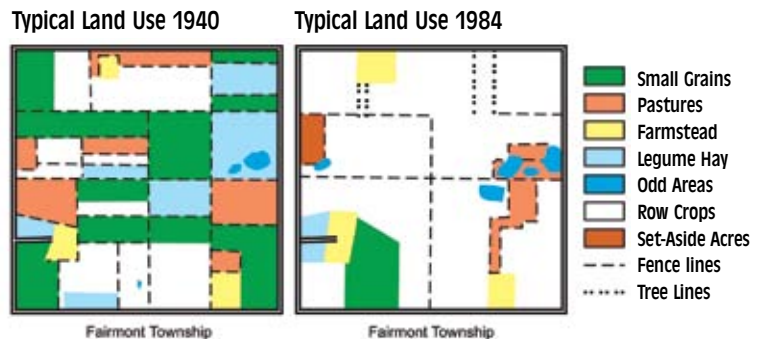 Typical Land Use 1940
Typical Land Use 1984
Small Grains
Pastures
Farmstead
Legume Hay
Odd Areas
Row Crops
Set-Aside Acres
Fence lines
Tree Lines
Fairmont Township
Fairmont Township